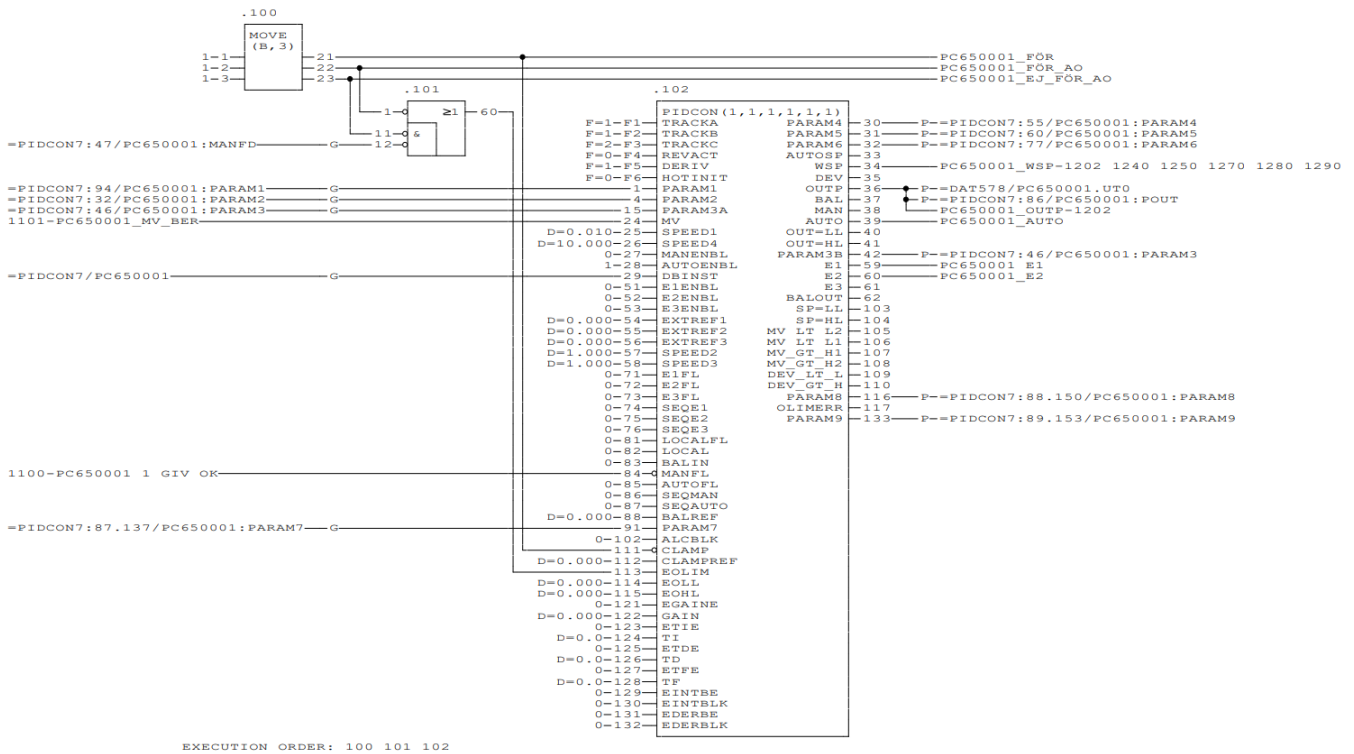 .100
MOVE
(B,3)
1-1 21 PC650001_FÖR
1-2 22 PC650001_FÖR_AO
1-3 23 PC650001_EJ_FÖR_AO
.101 .102
1 ≥1 60 PIDCON(1,1,1,1,1,1)
F=1-F1 TRACKA PARAM4 30 P-=PIDCON7:55/PC650001:PARAM4
11 & F=1-F2 TRACKB PARAM5 31 P-=PIDCON7:60/PC650001:PARAM5
=PIDCON7:47/PC650001:MANFD G 12 F=2-F3 TRACKC PARAM6 32 P-=PIDCON7:77/PC650001:PARAM6
F=0-F4 REVACT AUTOSP 33
F=1-F5 DERIV WSP 34 PC650001_WSP-1202 1240 1250 1270 1280 1290
F=0-F6 HOTINIT DEV 35
=PIDCON7:94/PC650001:PARAM1 G 1 PARAM1 OUTP 36 P-=DAT578/PC650001.UT0
=PIDCON7:32/PC650001:PARAM2 G 4 PARAM2 BAL 37 P-=PIDCON7:86/PC650001:POUT
=PIDCON7:46/PC650001:PARAM3 G 15 PARAM3A MAN 38 PC650001_OUTP-1202
1101-PC650001_MV_BER 24 MV AUTO 39 PC650001_AUTO
D=0.010-25 SPEED1 OUT=LL 40
D=10.000-26 SPEED4 OUT=HL 41
0-27 MANENBL PARAM3B 42 P-=PIDCON7:46/PC650001:PARAM3
1-28 AUTOENBL E1 59 PC650001_E1
=PIDCON7/PC650001 G 29 DBINST E2 60 PC650001_E2
0-51 E1ENBL E3 61
0-52 E2ENBL BALOUT 62
0-53 E3ENBL SP=LL 103
D=0.000-54 EXTREF1 SP=HL 104
D=0.000-55 EXTREF2 MV_LT_L2 105
D=0.000-56 EXTREF3 MV_LT_L1 106
D=1.000-57 SPEED2 MV_GT_H1 107
D=1.000-58 SPEED3 MV_GT_H2 108
0-71 E1FL DEV_LT_L 109
0-72 E2FL DEV_GT_H 110
0-73 E3FL PARAM8 116 P-=PIDCON7:88.150/PC650001:PARAM8
0-74 SEQE1 OLIMERR 117
0-75 SEQE2 PARAM9 133 P-=PIDCON7:89.153/PC650001:PARAM9
0-76 SEQE3
0-81 LOCALFL
0-82 LOCAL
0-83 BALIN
1100-PC650001 1 GIV OK 84 MANFL
0-85 AUTOFL
0-86 SEQMAN
0-87 SEQAUTO
D=0.000-88 BALREF
=PIDCON7:87.137/PC650001:PARAM7 G 91 PARAM7
0-102 ALCBLK
111 CLAMP
D=0.000-112 CLAMPREF
113 EOLIM
D=0.000-114 EOLL
D=0.000-115 EOHL
0-121 EGAINE
D=0.000-122 GAIN
0-123 ETIE
D=0.0-124 TI
0-125 ETDE
D=0.0-126 TD
0-127 ETFE
D=0.0-128 TF
0-129 EINTBE
0-130 EINTBLK
0-131 EDERBE
0-132 EDERBLK
EXECUTION ORDER: 100 101 102